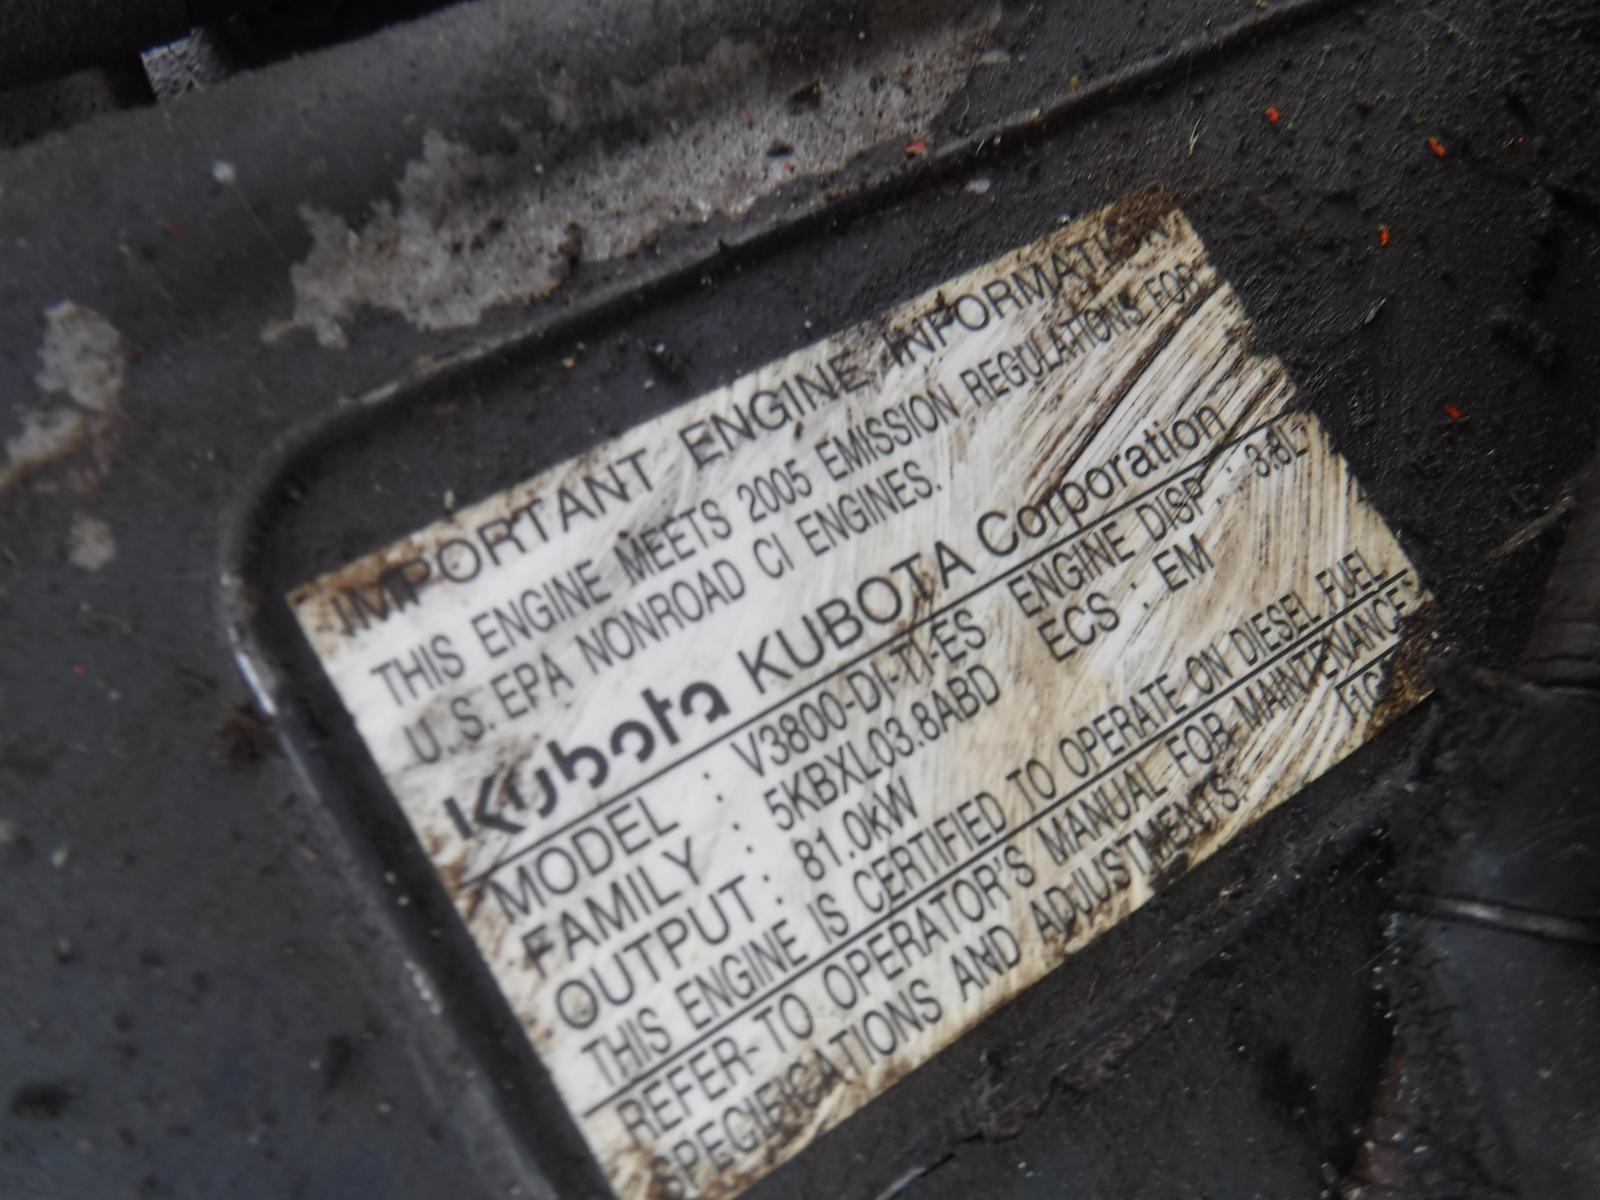 IMPORTANT ENGINE INFORMATION
THIS ENGINE MEETS 2005 EMISSION REGULATIONS FOR
U.S. EPA NONROAD CI ENGINES.
Kubota KUBOTA Corporation
MODEL : V3800-DI-TI-ES ENGINE DISP : 3.8L
FAMILY : 5KBXL03.8ABD ECS : EM
OUTPUT : 81.0kW
THIS ENGINE IS CERTIFIED TO OPERATE ON DIESEL FUEL.
REFER-TO OPERATOR'S MANUAL FOR MAINTENANCE,
SPECIFICATIONS AND ADJUSTMENTS.